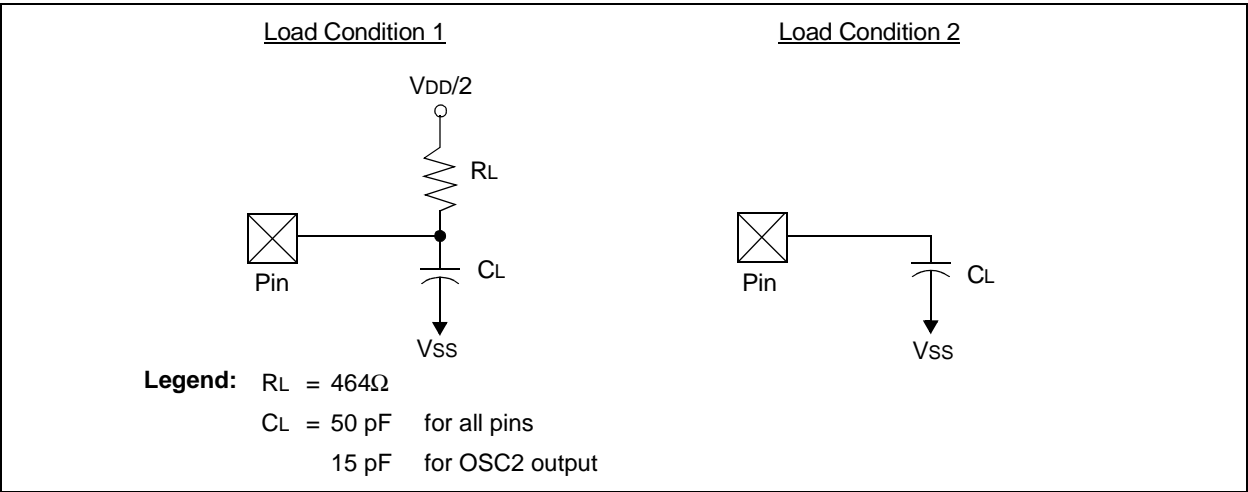 Load Condition 1
VDD/2
RL
CL
Pin
VSS
Load Condition 2
CL
Pin
VSS
Legend: RL = 464Ω
CL = 50 pF for all pins
15 pF for OSC2 output